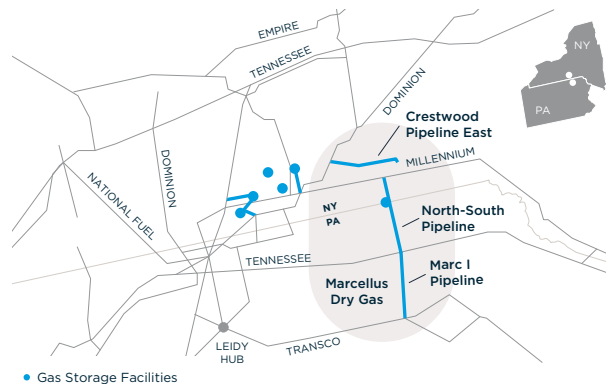 EMPIRE
TENNESSEE
DOMINION
NY
PA
Crestwood
Pipeline East
MILLENNIUM
DOMINION
NATIONAL FUEL
NY
PA
North-South
Pipeline
TENNESSEE
Marc I
Pipeline
Marcellus
Dry Gas
LEIDY
HUB
TRANSCO
Gas Storage Facilities